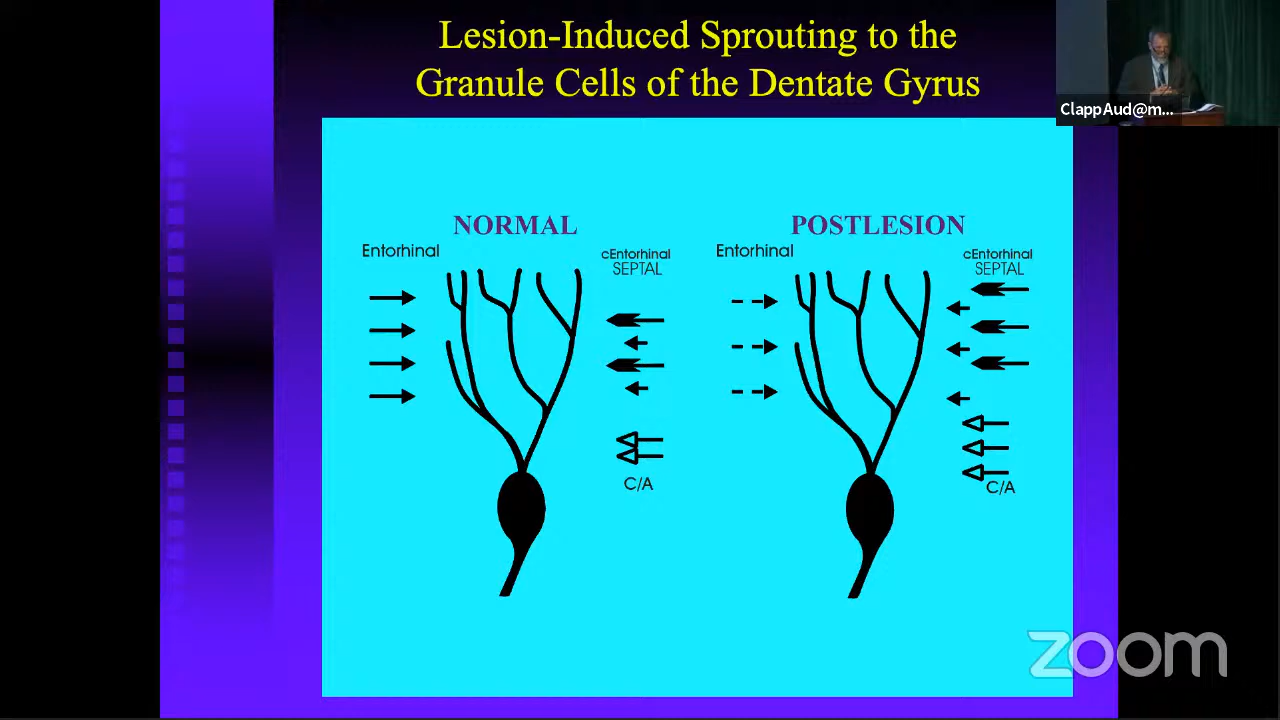 Lesion-Induced Sprouting to the
Granule Cells of the Dentate Gyrus
ClappAud@m...
NORMAL
POSTLESION
Entorhinal
cEntorhinal
SEPTAL
Entorhinal
cEntorhinal
SEPTAL
C/A
C/A
zoom